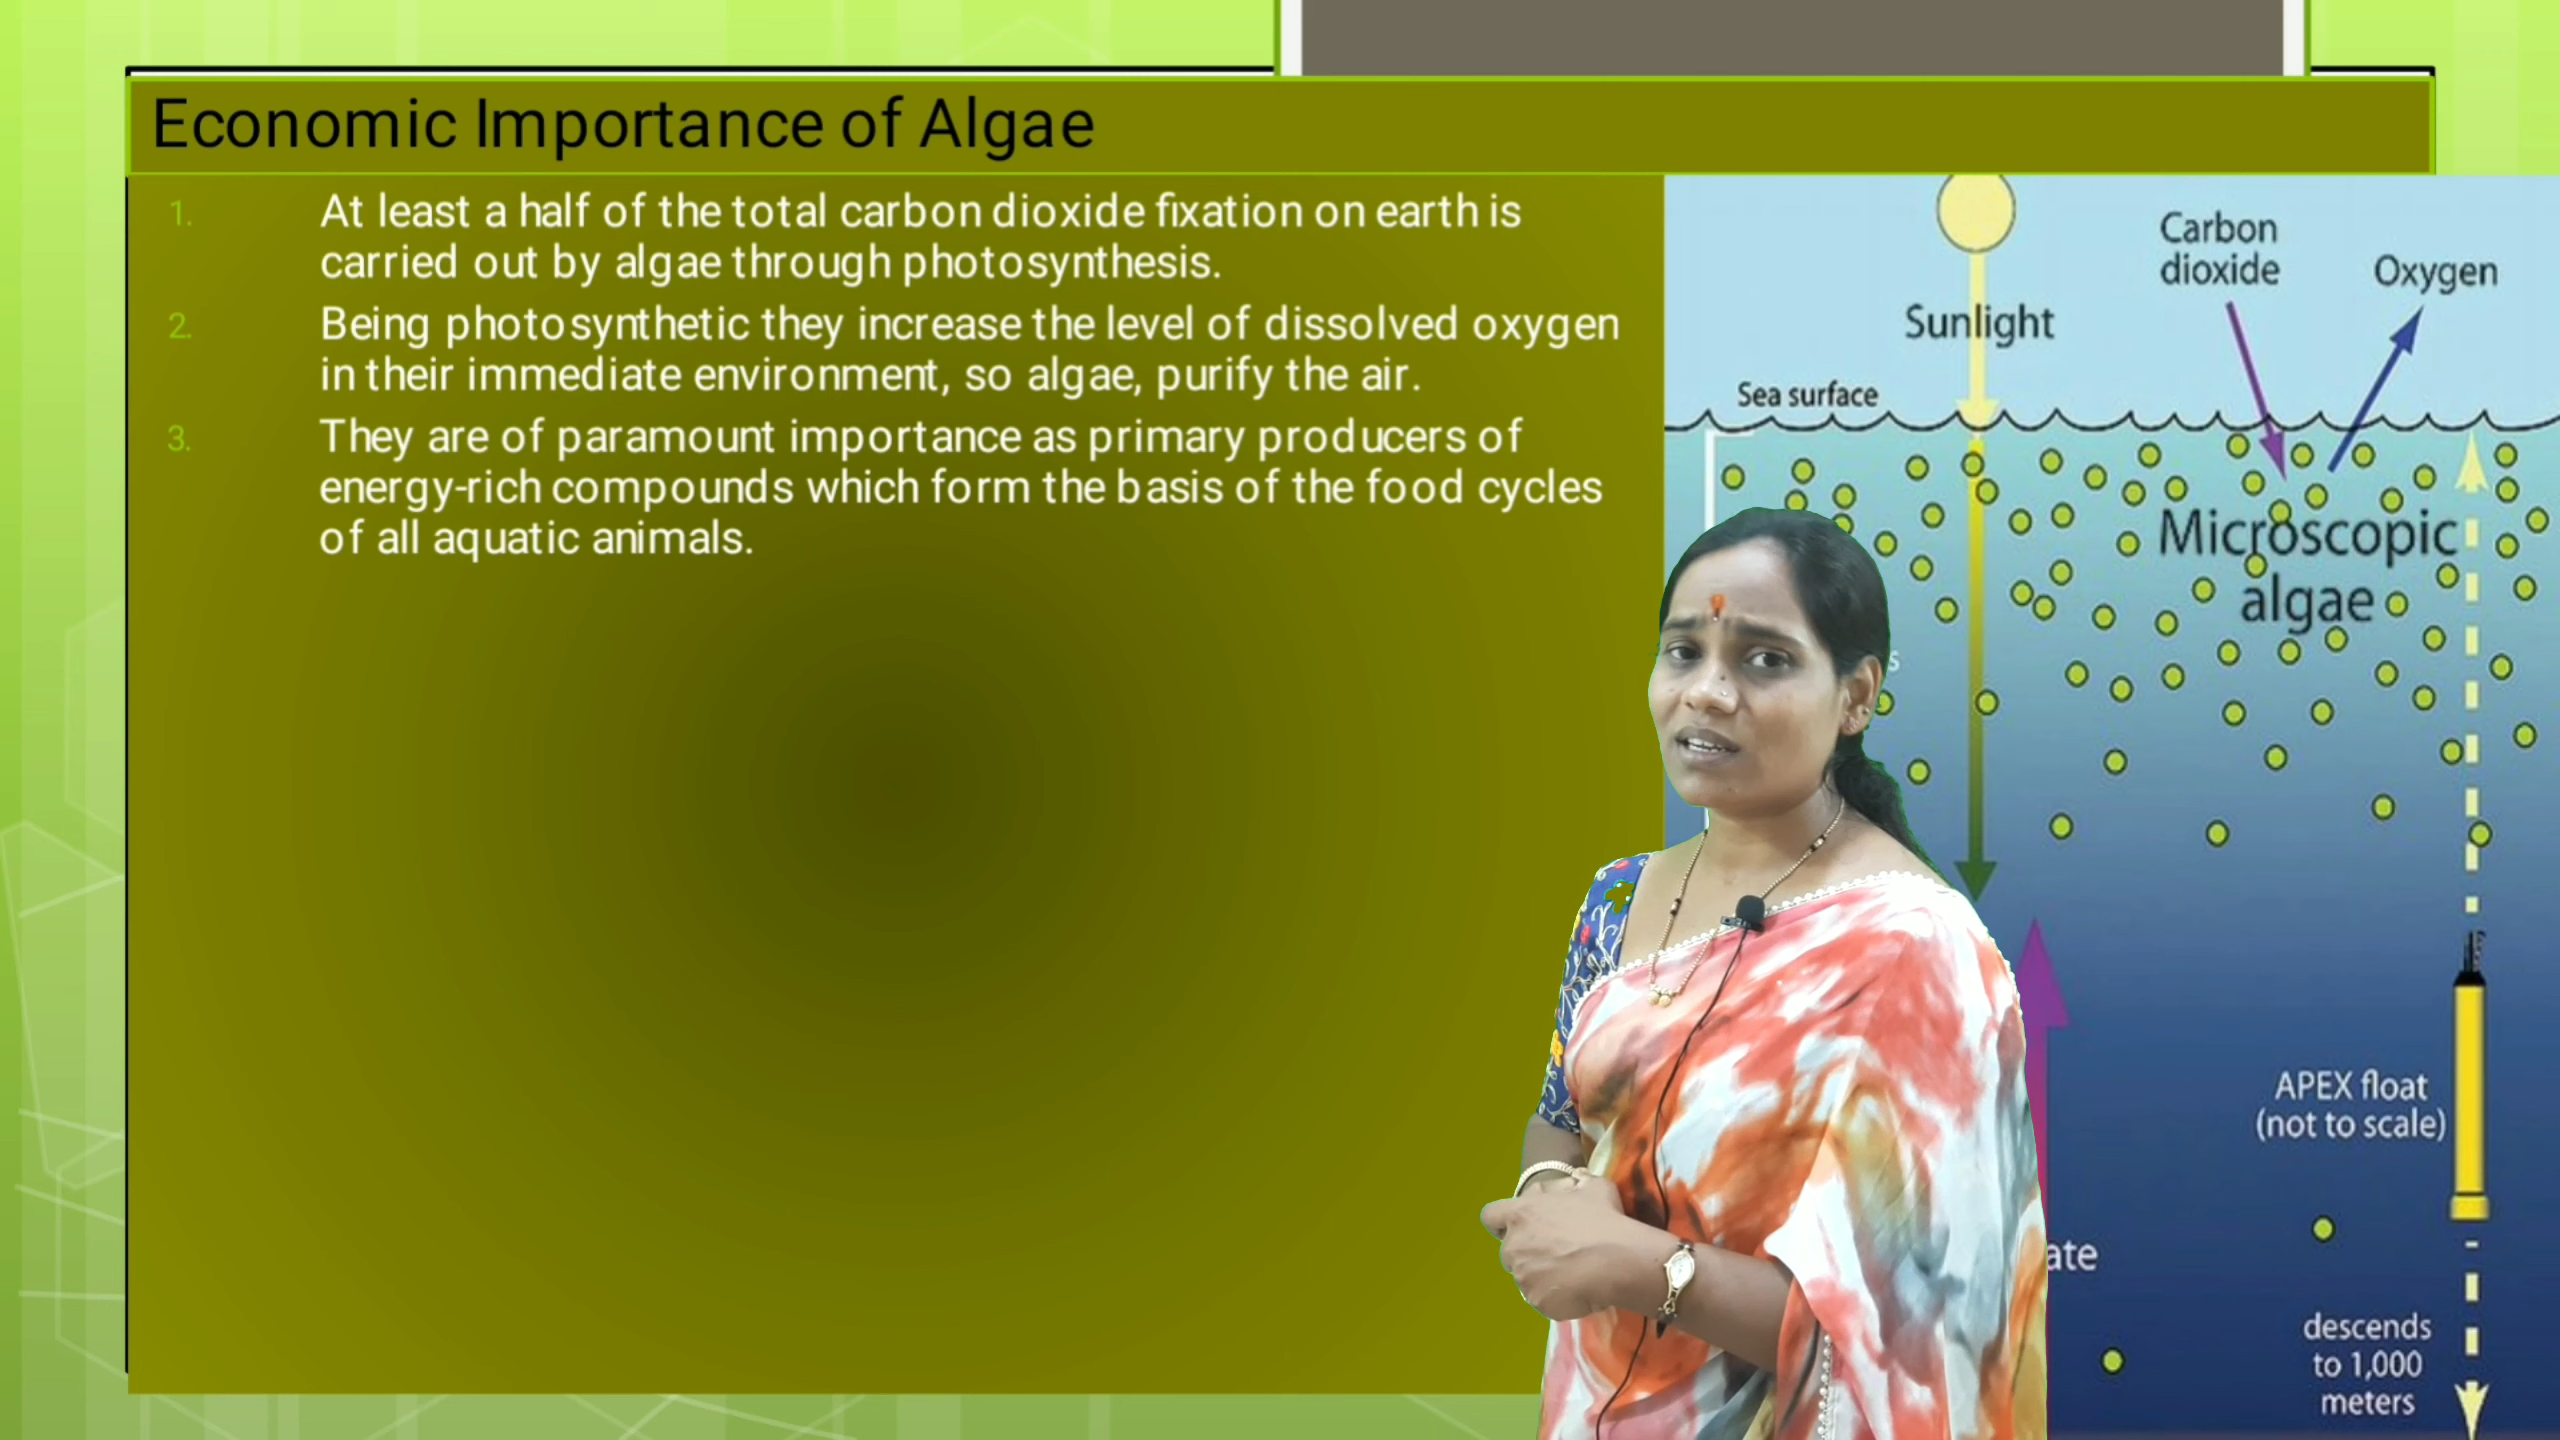 Economic Importance of Algae
1. At least a half of the total carbon dioxide fixation on earth is
carried out by algae through photosynthesis.
2. Being photosynthetic they increase the level of dissolved oxygen
in their immediate environment, so algae, purify the air.
3. They are of paramount importance as primary producers of
energy-rich compounds which form the basis of the food cycles
of all aquatic animals.
Carbon
dioxide
Oxygen
Sunlight
Sea surface
Microscopic
algae
APEX float
(not to scale)
descends
to 1,000
meters